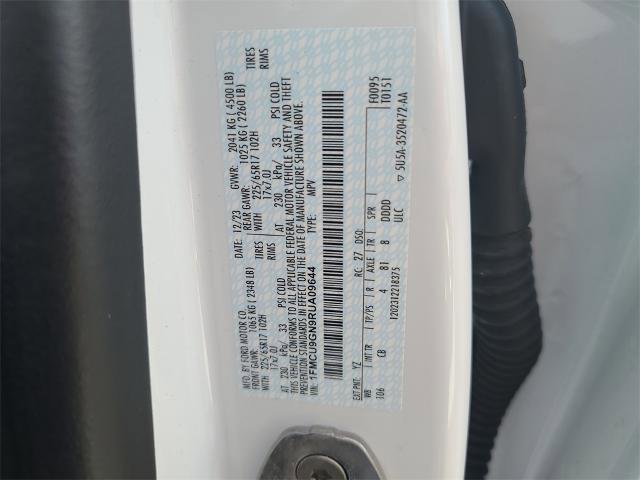 MFD. BY FORD MOTOR CO.
DATE: 12/23 GVWR: 2041 KG ( 4500 LB)
FRONT GAWR: 1065 KG ( 2348 LB) REAR GAWR: 1025 KG ( 2260 LB)
WITH 225/65R17 102H TIRES WITH 225/65R17 102H TIRES
17x7.0J RIMS 17x7.0J RIMS
AT 230 kPa/ 33 PSI COLD AT 230 kPa/ 33 PSI COLD
THIS VEHICLE CONFORMS TO ALL APPLICABLE FEDERAL MOTOR VEHICLE SAFETY AND THEFT
PREVENTION STANDARDS IN EFFECT ON THE DATE OF MANUFACTURE SHOWN ABOVE.
VIN: 1FMCU9GN9RUA09644 TYPE: MPV
F0095
T0151
EXT PNT: YZ RC: 27 DSO:
WB INT TR TP/PS R AXLE TR SPR
106 CB 4 81 8 DDDD
ULC
1202312218375
▽ 5U5A-3520472-AA